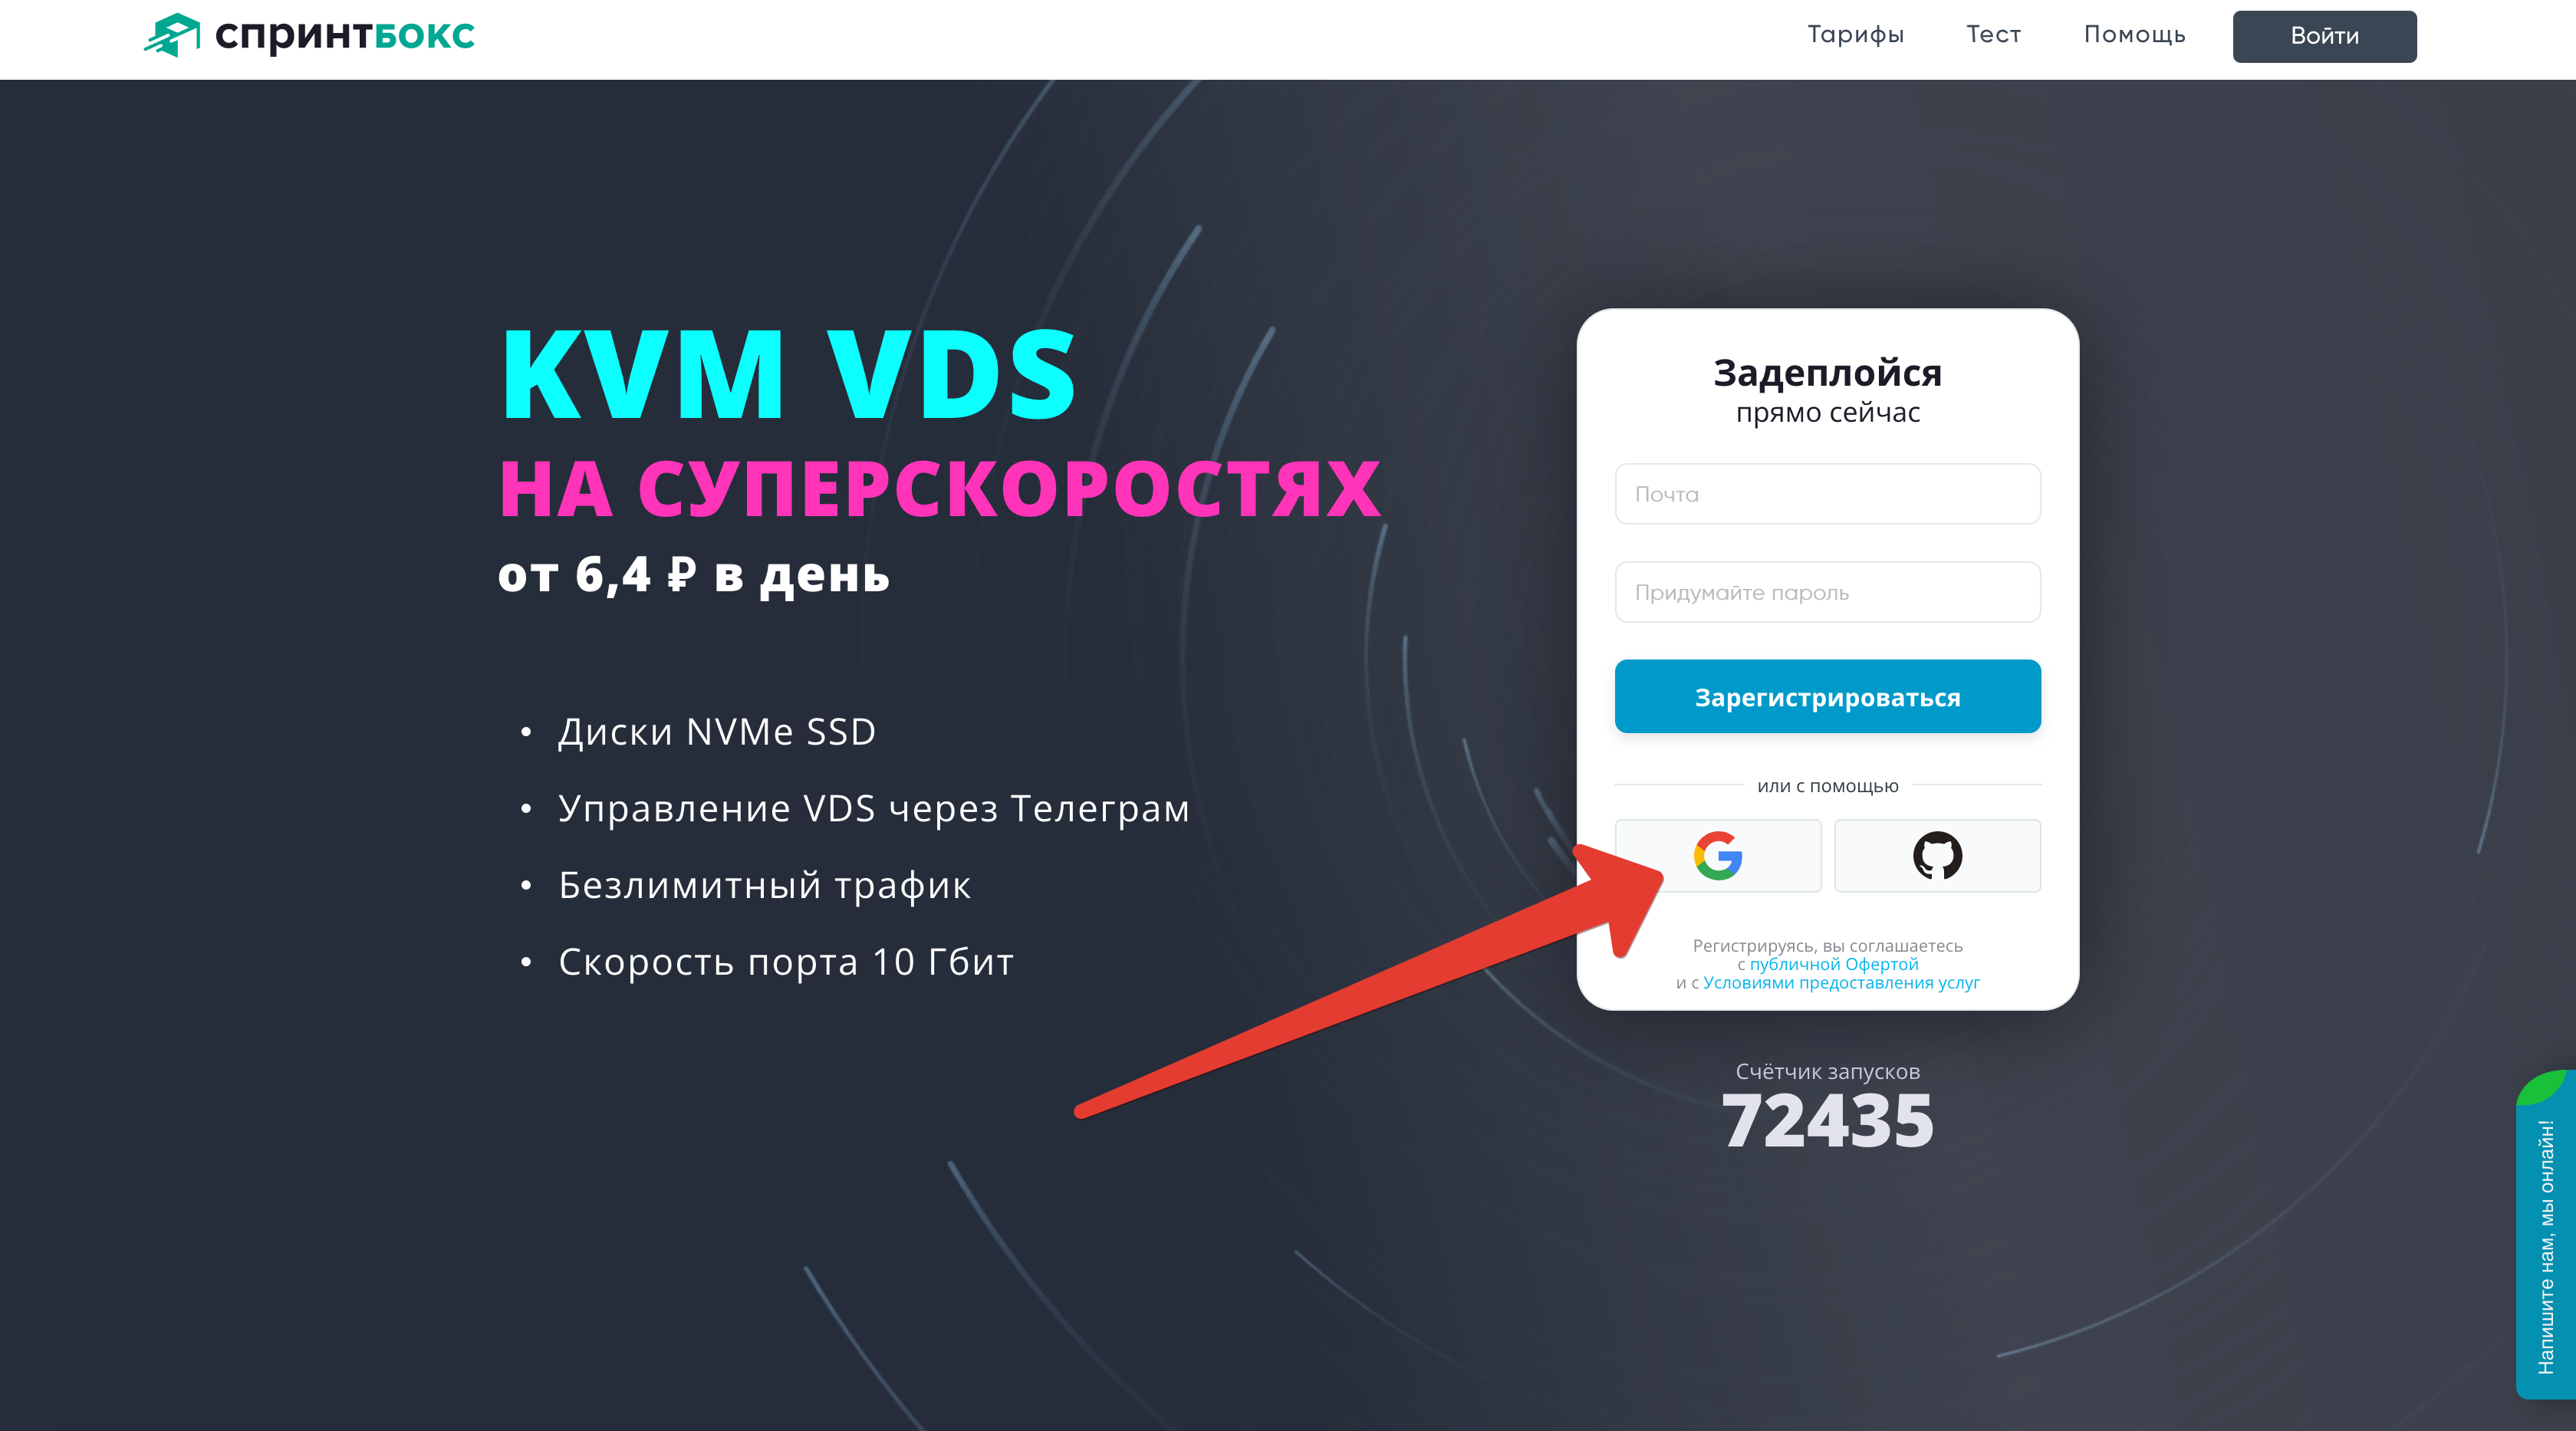 спринтбокс
Тарифы
Тест
Помощь
Войти
KVM VDS
НА СУПЕРСКОРОСТЯХ
от 6,4 ₽ в день
• Диски NVMe SSD
• Управление VDS через Телеграм
• Безлимитный трафик
• Скорость порта 10 Гбит
Задеплойся
прямо сейчас
Почта
Придумайте пароль
Зарегистрироваться
или с помощью
Регистрируясь, вы соглашаетесь
с публичной Офертой
и с Условиями предоставления услуг
Счётчик запусков
72435
Напишите нам, мы онлайн!